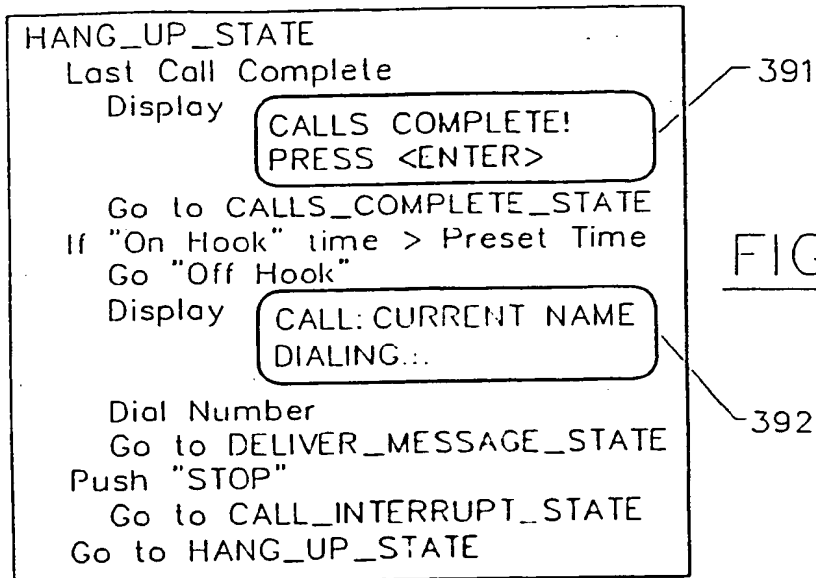 HANG_UP_STATE
Last Call Complete
Display
CALLS COMPLETE!
PRESS <ENTER>
391
Go to CALLS_COMPLETE_STATE
If "On Hook" time > Preset Time
Go "Off Hook"
Display
CALL: CURRENT NAME
DIALING...
392
Dial Number
Go to DELIVER_MESSAGE_STATE
Push "STOP"
Go to CALL_INTERRUPT_STATE
Go to HANG_UP_STATE
FIG